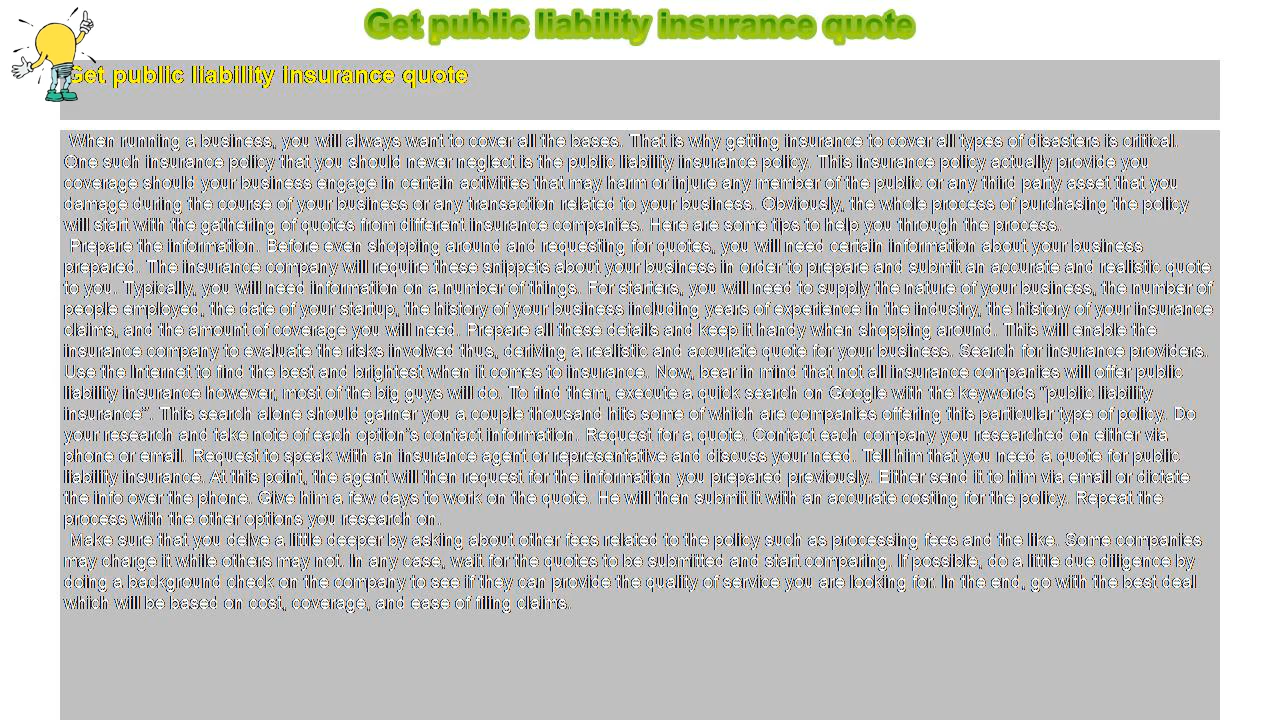 Get public liability insurance quote
Get public liability insurance quote
When running a business, you will always want to cover all the bases. That is why getting insurance to cover all types of disasters is critical.
One such insurance policy that you should never neglect is the public liability insurance policy. This insurance policy actually provide you
coverage should your business engage in certain activities that may harm or injure any member of the public or any third party asset that you
damage during the course of your business or any transaction related to your business. Obviously, the whole process of purchasing the policy
will start with the gathering of quotes from different insurance companies. Here are some tips to help you through the process.
Prepare the information. Before even shopping around and requesting for quotes, you will need certain information about your business
prepared. The insurance company will require these snippets about your business in order to prepare and submit an accurate and realistic quote
to you. Typically, you will need information on a number of things. For starters, you will need to supply the nature of your business, the number of
people employed, the date of your startup, the history of your business including years of experience in the industry, the history of your insurance
claims, and the amount of coverage you will need. Prepare all these details and keep it handy when shopping around. This will enable the
insurance company to evaluate the risks involved thus, deriving a realistic and accurate quote for your business. Search for insurance providers.
Use the Internet to find the best and brightest when it comes to insurance. Now, bear in mind that not all insurance companies will offer public
liability insurance however, most of the big guys will do. To find them, execute a quick search on Google with the keywords “public liability
insurance”. This search alone should garner you a couple thousand hits some of which are companies offering this particular type of policy. Do
your research and take note of each option’s contact information. Request for a quote. Contact each company you researched on either via
phone or email. Request to speak with an insurance agent or representative and discuss your need. Tell him that you need a quote for public
liability insurance. At this point, the agent will then request for the information you prepared previously. Either send it to him via email or dictate
the info over the phone. Give him a few days to work on the quote. He will then submit it with an accurate costing for the policy. Repeat the
process with the other options you research on.
Make sure that you delve a little deeper by asking about other fees related to the policy such as processing fees and the like. Some companies
may charge it while others may not. In any case, wait for the quotes to be submitted and start comparing. If possible, do a little due diligence by
doing a background check on the company to see if they can provide the quality of service you are looking for. In the end, go with the best deal
which will be based on cost, coverage, and ease of filing claims.